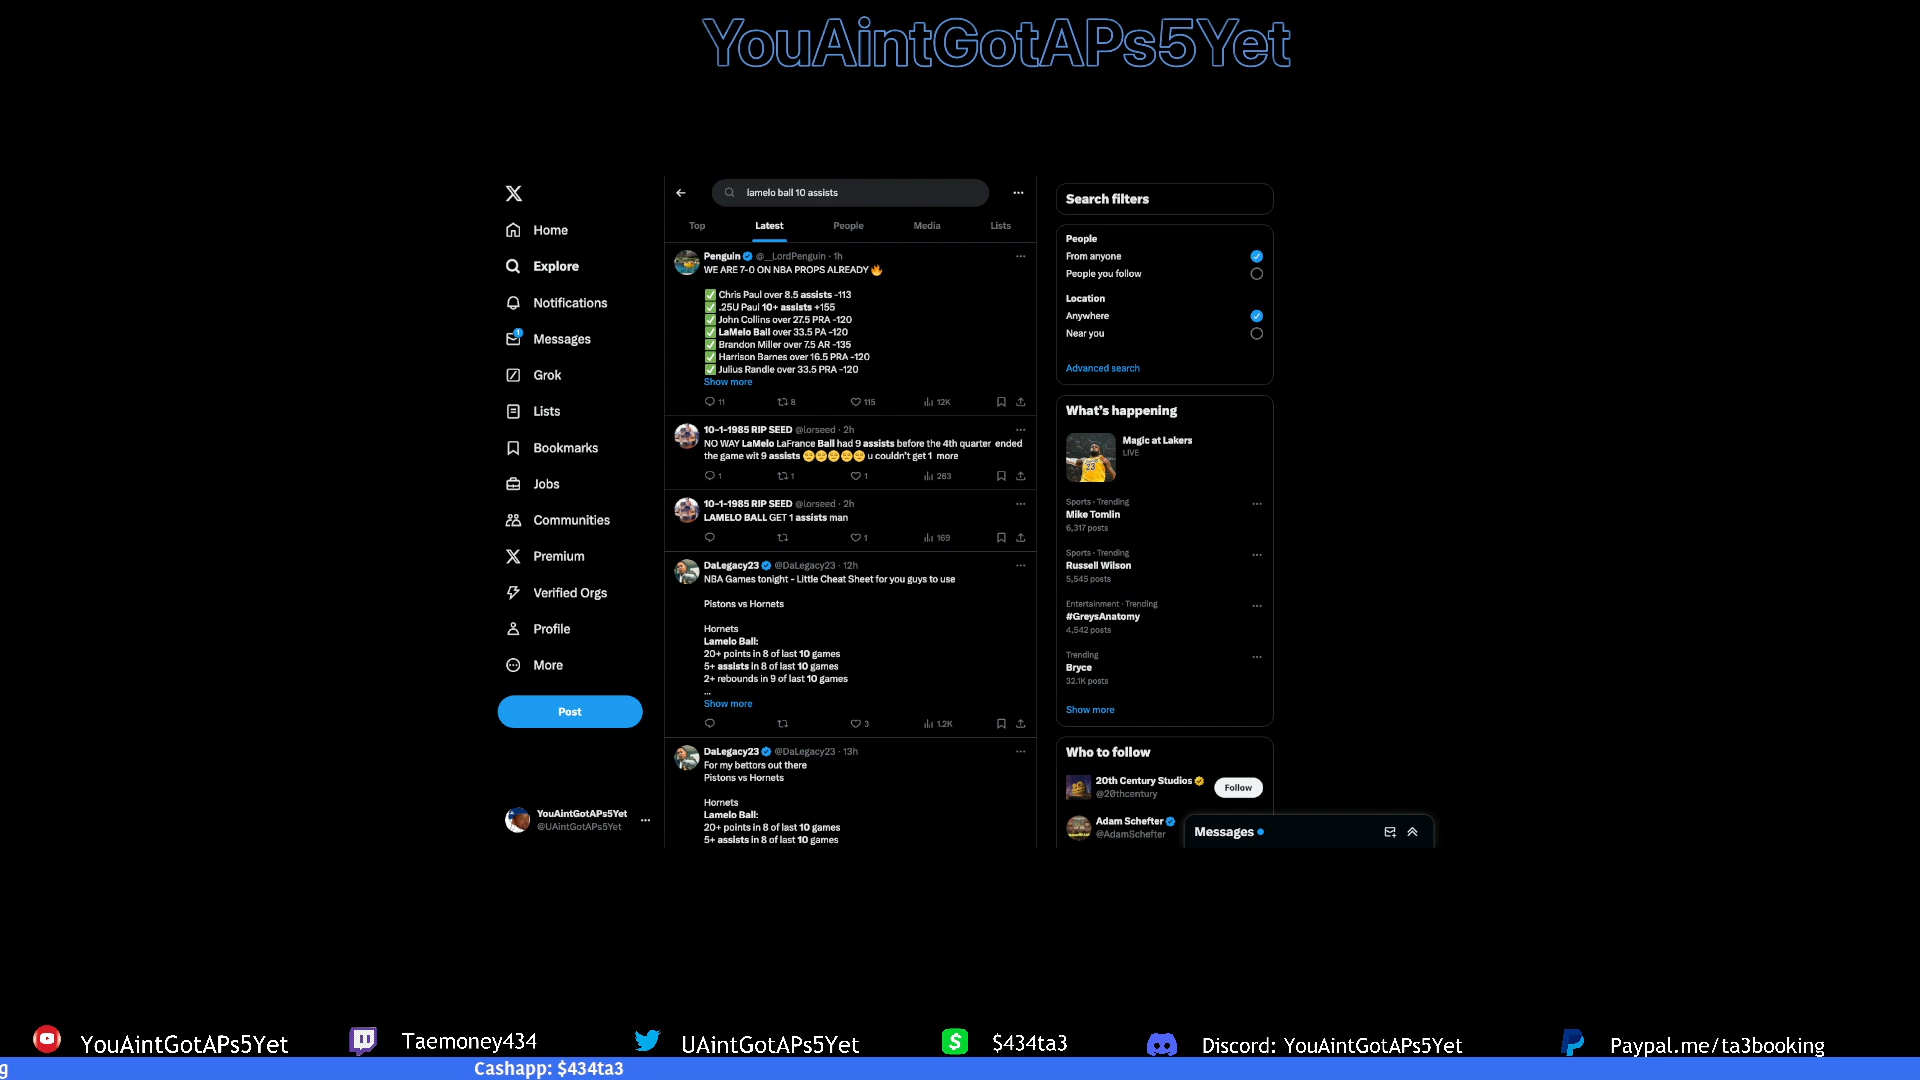 YouAintGotAPs5Yet
lamelo ball 10 assists
Top
Latest
People
Media
Lists
Home
Explore
Notifications
1
Messages
Grok
Lists
Bookmarks
Jobs
Communities
Premium
Verified Orgs
Profile
More
Post
YouAintGotAPs5Yet
@UAintGotAPs5Yet
Penguin @__LordPenguin · 1h
WE ARE 7-0 ON NBA PROPS ALREADY 🔥
✅ Chris Paul over 8.5 assists -113
✅ .25U Paul 10+ assists +155
✅ John Collins over 27.5 PRA -120
✅ LaMelo Ball over 33.5 PA -120
✅ Brandon Miller over 7.5 AR -135
✅ Harrison Barnes over 16.5 PRA -120
✅ Julius Randle over 33.5 PRA -120
Show more
11 8 115 12K
10-1-1985 RIP SEED @lorseed · 2h
NO WAY LaMelo LaFrance Ball had 9 assists before the 4th quarter ended
the game wit 9 assists u couldn't get 1 more
1 1 1 263
10-1-1985 RIP SEED @lorseed · 2h
LAMELO BALL GET 1 assists man
1 169
DaLegacy23 @DaLegacy23 · 12h
NBA Games tonight - Little Cheat Sheet for you guys to use
Pistons vs Hornets
Hornets
Lamelo Ball:
20+ points in 8 of last 10 games
5+ assists in 8 of last 10 games
2+ rebounds in 9 of last 10 games
...
Show more
3 1.2K
DaLegacy23 @DaLegacy23 · 13h
For my bettors out there
Pistons vs Hornets
Hornets
Lamelo Ball:
20+ points in 8 of last 10 games
5+ assists in 8 of last 10 games
Search filters
People
From anyone
People you follow
Location
Anywhere
Near you
Advanced search
What's happening
Magic at Lakers
LIVE
Sports · Trending
Mike Tomlin
6,317 posts
Sports · Trending
Russell Wilson
5,545 posts
Entertainment · Trending
#GreysAnatomy
4,542 posts
Trending
Bryce
32.1K posts
Show more
Who to follow
20th Century Studios
@20thcentury
Follow
Adam Schefter
@AdamSchefter
Messages
YouAintGotAPs5Yet
Taemoney434
UAintGotAPs5Yet
$434ta3
Discord: YouAintGotAPs5Yet
Paypal.me/ta3booking
g
Cashapp: $434ta3